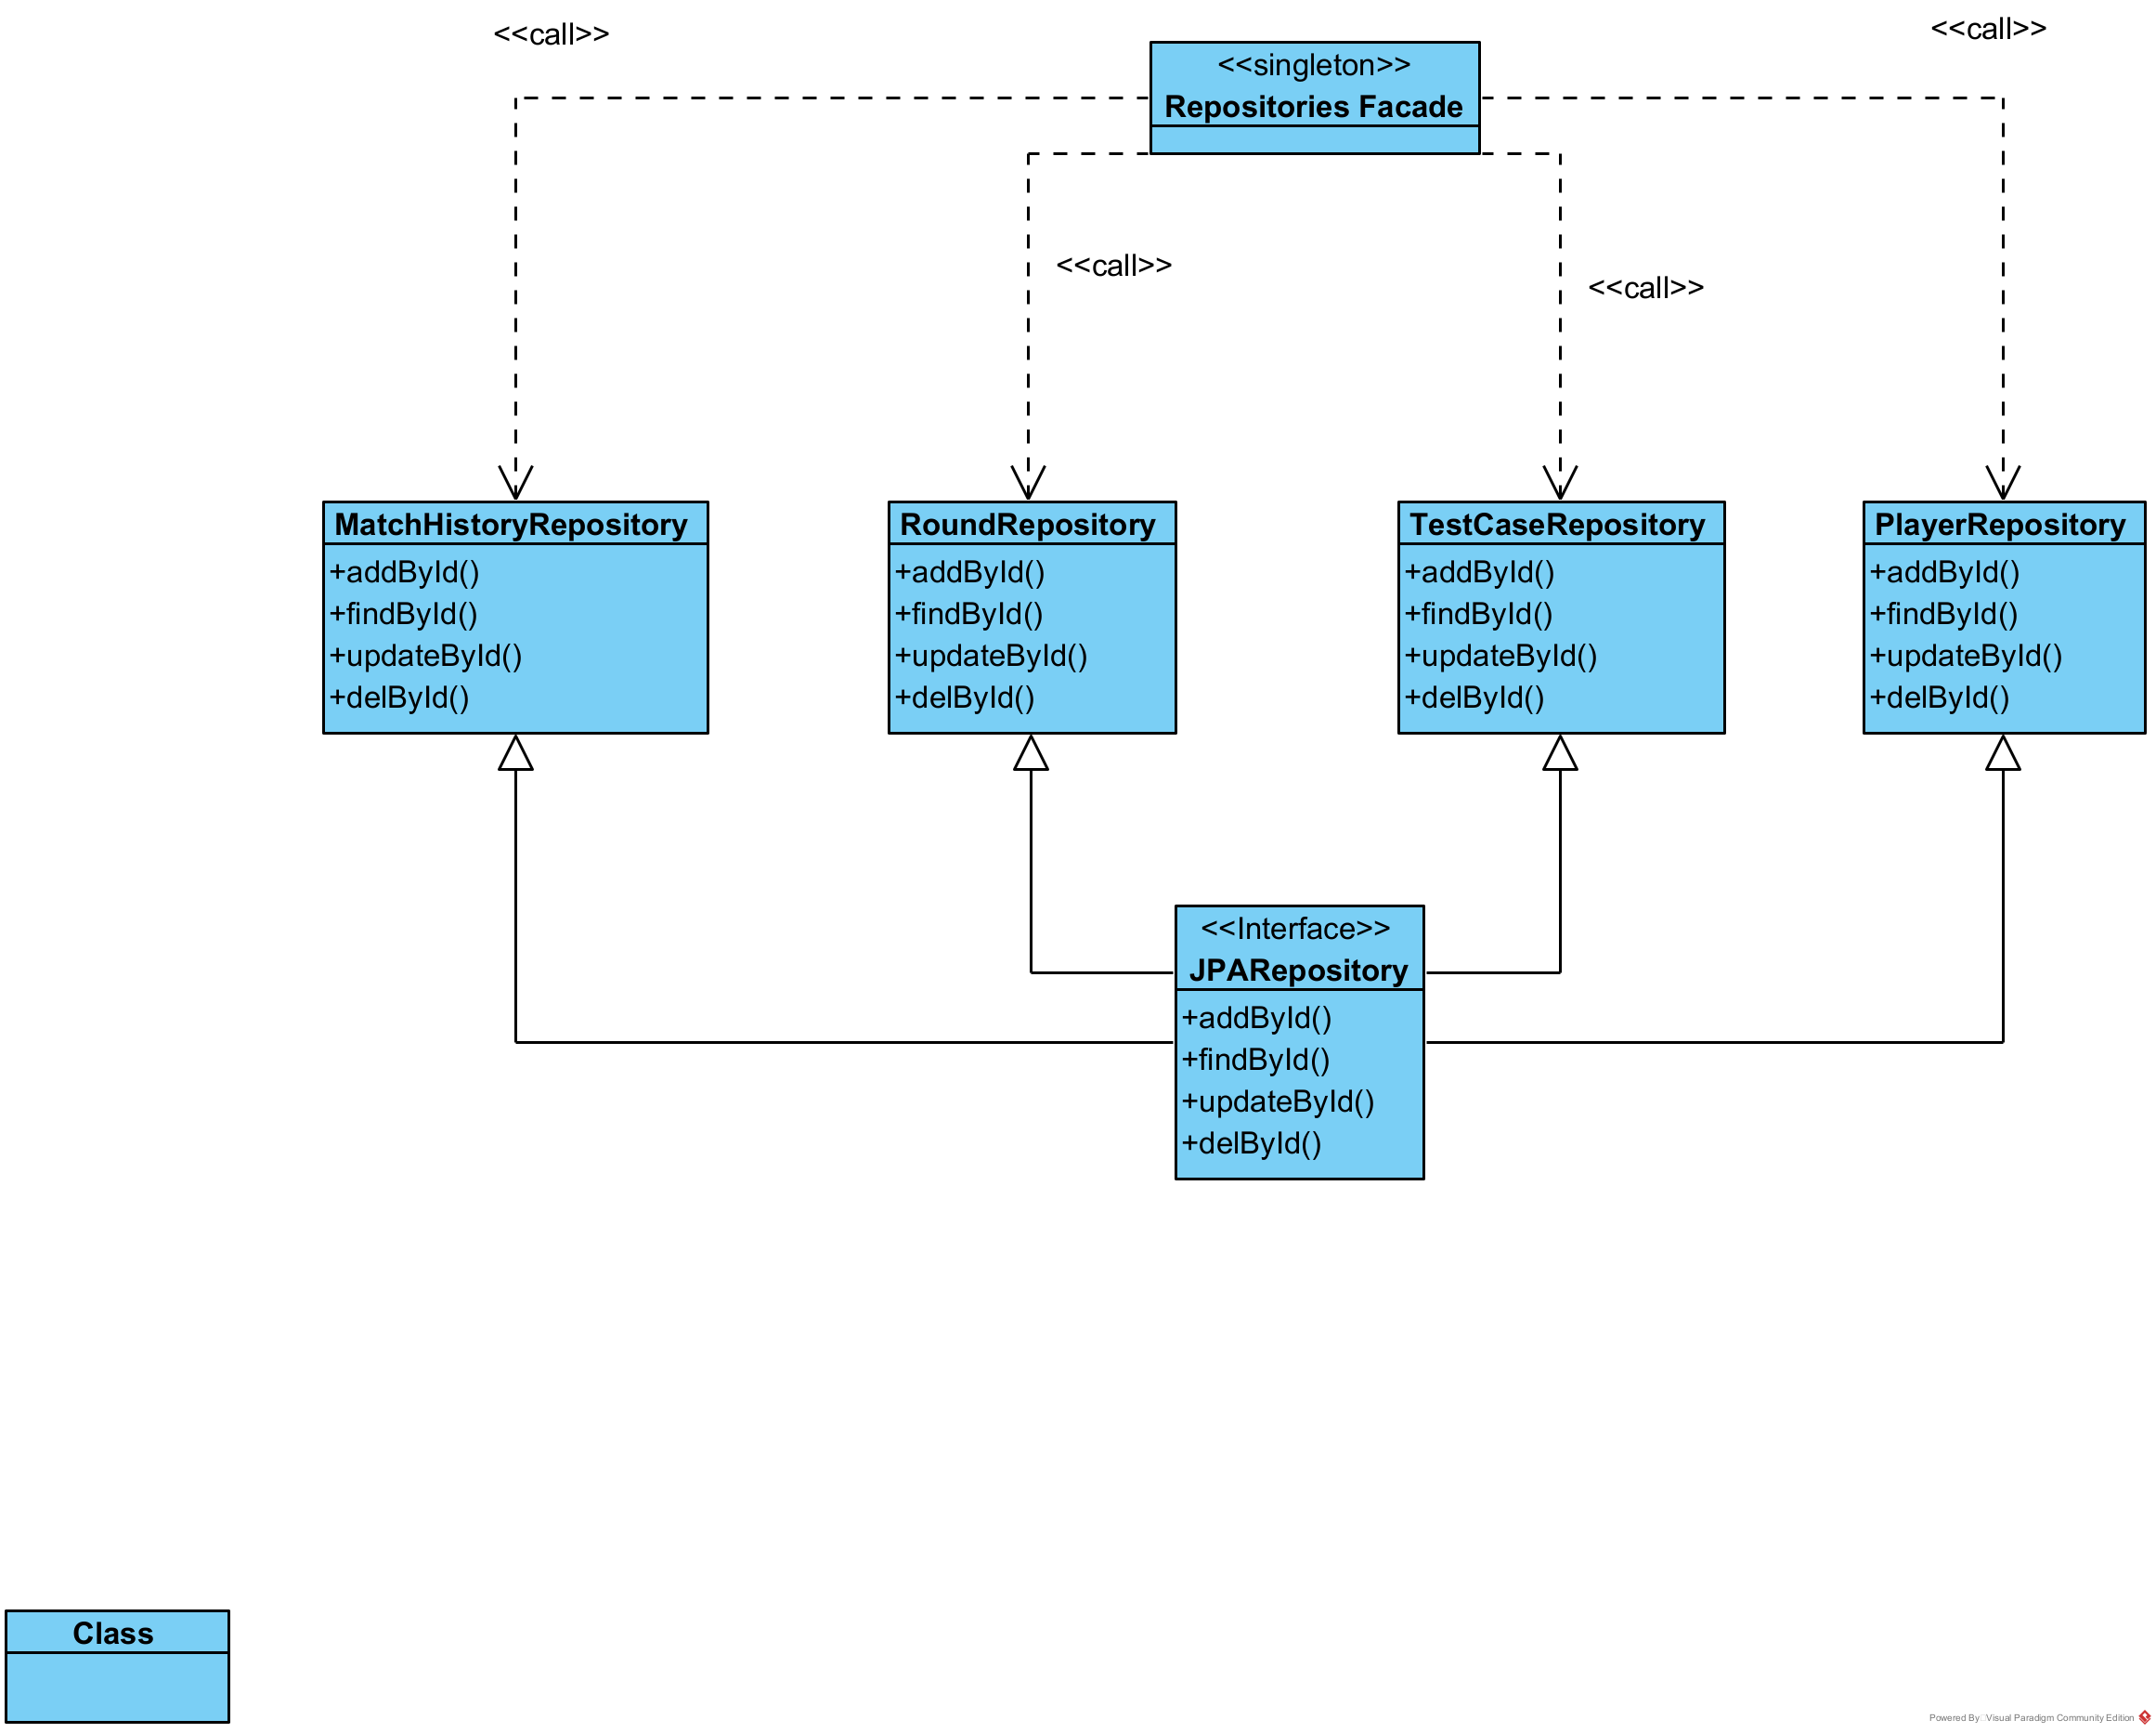 <<call>>
<<call>>
<<singleton>>
Repositories Facade
<<call>>
<<call>>
MatchHistoryRepository
+addById()
+findById()
+updateById()
+delById()
RoundRepository
+addById()
+findById()
+updateById()
+delById()
TestCaseRepository
+addById()
+findById()
+updateById()
+delById()
PlayerRepository
+addById()
+findById()
+updateById()
+delById()
<<Interface>>
JPARepository
+addById()
+findById()
+updateById()
+delById()
Class
Powered By Visual Paradigm Community Edition